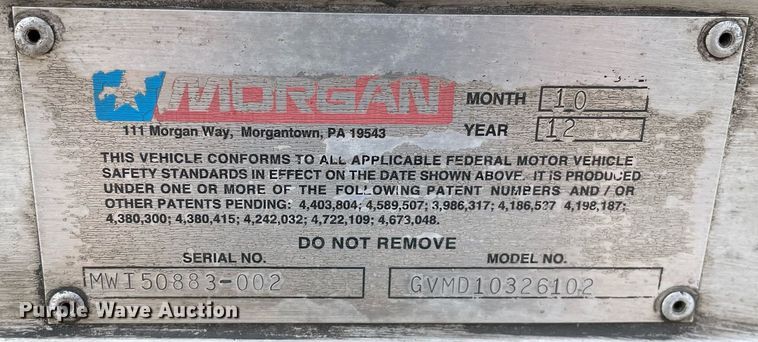 MORGAN
MONTH 10
111 Morgan Way, Morgantown, PA 19543
YEAR 12
THIS VEHICLE CONFORMS TO ALL APPLICABLE FEDERAL MOTOR VEHICLE
SAFETY STANDARDS IN EFFECT ON THE DATE SHOWN ABOVE. IT IS PRODUCED
UNDER ONE OR MORE OF THE FOLLOWING PATENT NUMBERS AND / OR
OTHER PATENTS PENDING: 4,403,804; 4,589,507; 3,986,317; 4,186,527 4,198,187;
4,380,300; 4,380,415; 4,242,032; 4,722,109; 4,673,048.
DO NOT REMOVE
SERIAL NO. MODEL NO.
MWI50883-002 GVMD10326102
Purple Wave Auction